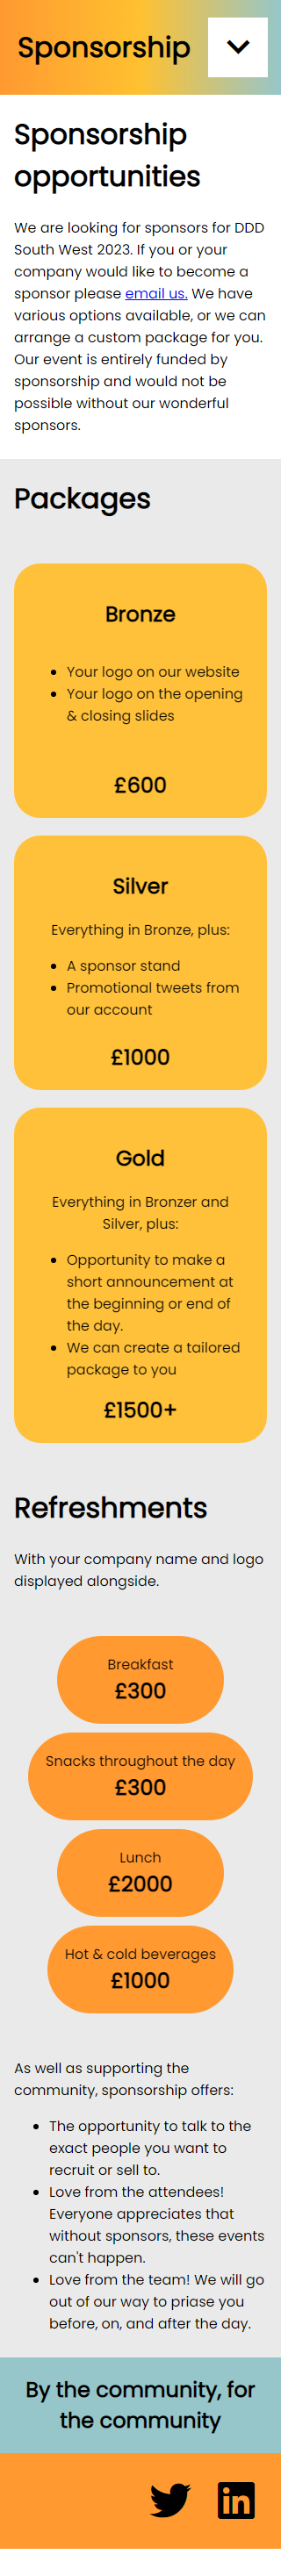 Sponsorship
Sponsorship
opportunities
We are looking for sponsors for DDD
South West 2023. If you or your
company would like to become a
sponsor please email us. We have
various options available, or we can
arrange a custom package for you.
Our event is entirely funded by
sponsorship and would not be
possible without our wonderful
sponsors.
Packages
Bronze
• Your logo on our website
• Your logo on the opening
& closing slides
£600
Silver
Everything in Bronze, plus:
• A sponsor stand
• Promotional tweets from
our account
£1000
Gold
Everything in Bronzer and
Silver, plus:
• Opportunity to make a
short announcement at
the beginning or end of
the day.
• We can create a tailored
package to you
£1500+
Refreshments
With your company name and logo
displayed alongside.
Breakfast
£300
Snacks throughout the day
£300
Lunch
£2000
Hot & cold beverages
£1000
As well as supporting the
community, sponsorship offers:
• The opportunity to talk to the
exact people you want to
recruit or sell to.
• Love from the attendees!
Everyone appreciates that
without sponsors, these events
can't happen.
• Love from the team! We will go
out of our way to priase you
before, on, and after the day.
By the community, for
the community
in